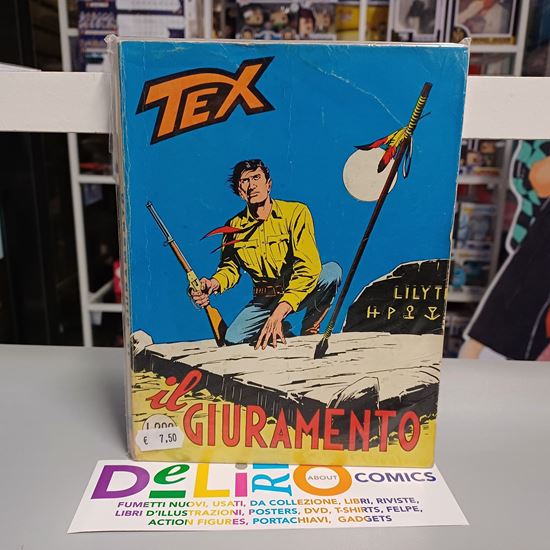 TEX
LILYT
il
GIURAMENTO
€ 7,50
DeLiRiO
ABOUT
COMICS
FUMETTI NUOVI, USATI, DA COLLEZIONE, LIBRI, RIVISTE,
LIBRI D'ILLUSTRAZIONI, POSTERS, DVD, T-SHIRTS, FELPE,
ACTION FIGURES, PORTACHIAVI, GADGETS